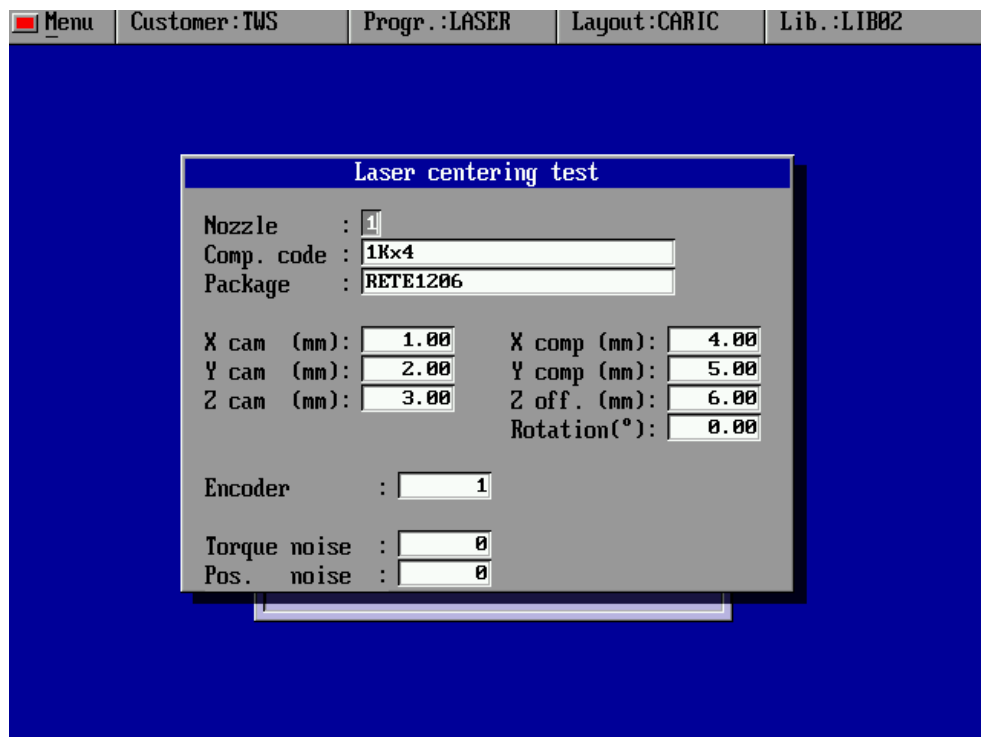 Menu Customer:TWS Progr.:LASER Layout:CARIC Lib.:LIB02
Laser centering test
Nozzle : 1
Comp. code : 1Kx4
Package : RETE1206
X cam (mm): 1.00 X comp (mm): 4.00
Y cam (mm): 2.00 Y comp (mm): 5.00
Z cam (mm): 3.00 Z off. (mm): 6.00
Rotation(°): 0.00
Encoder : 1
Torque noise : 0
Pos. noise : 0